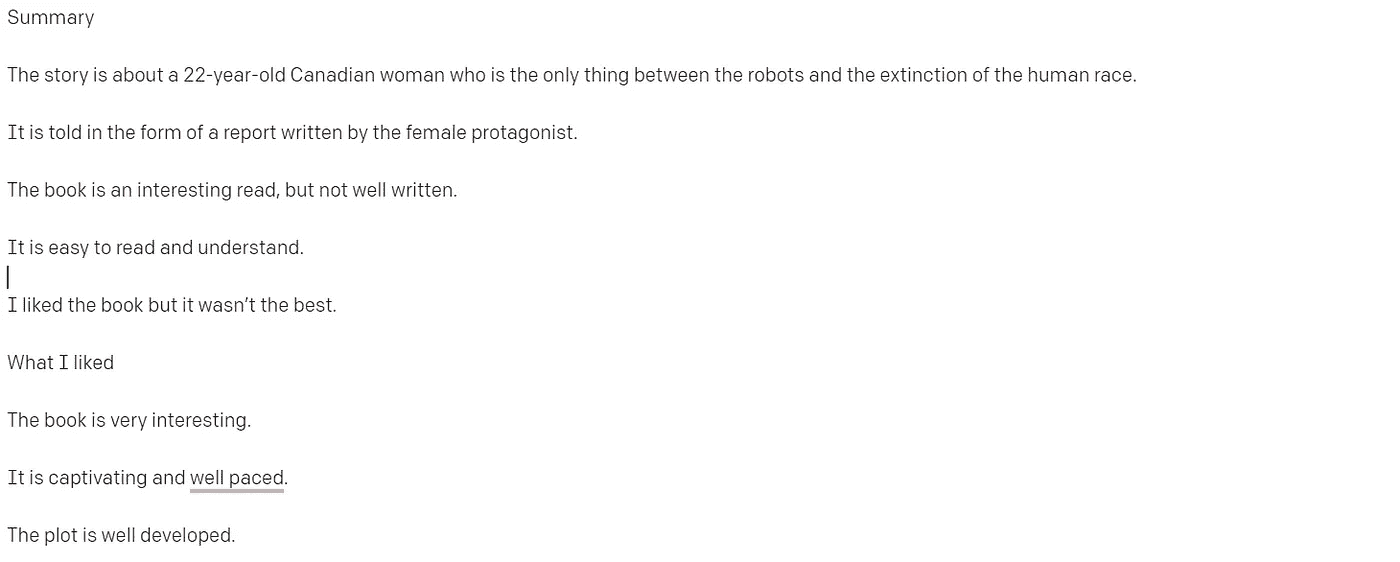 Summary
The story is about a 22-year-old Canadian woman who is the only thing between the robots and the extinction of the human race.
It is told in the form of a report written by the female protagonist.
The book is an interesting read, but not well written.
It is easy to read and understand.
I liked the book but it wasn’t the best.
What I liked
The book is very interesting.
It is captivating and well paced.
The plot is well developed.